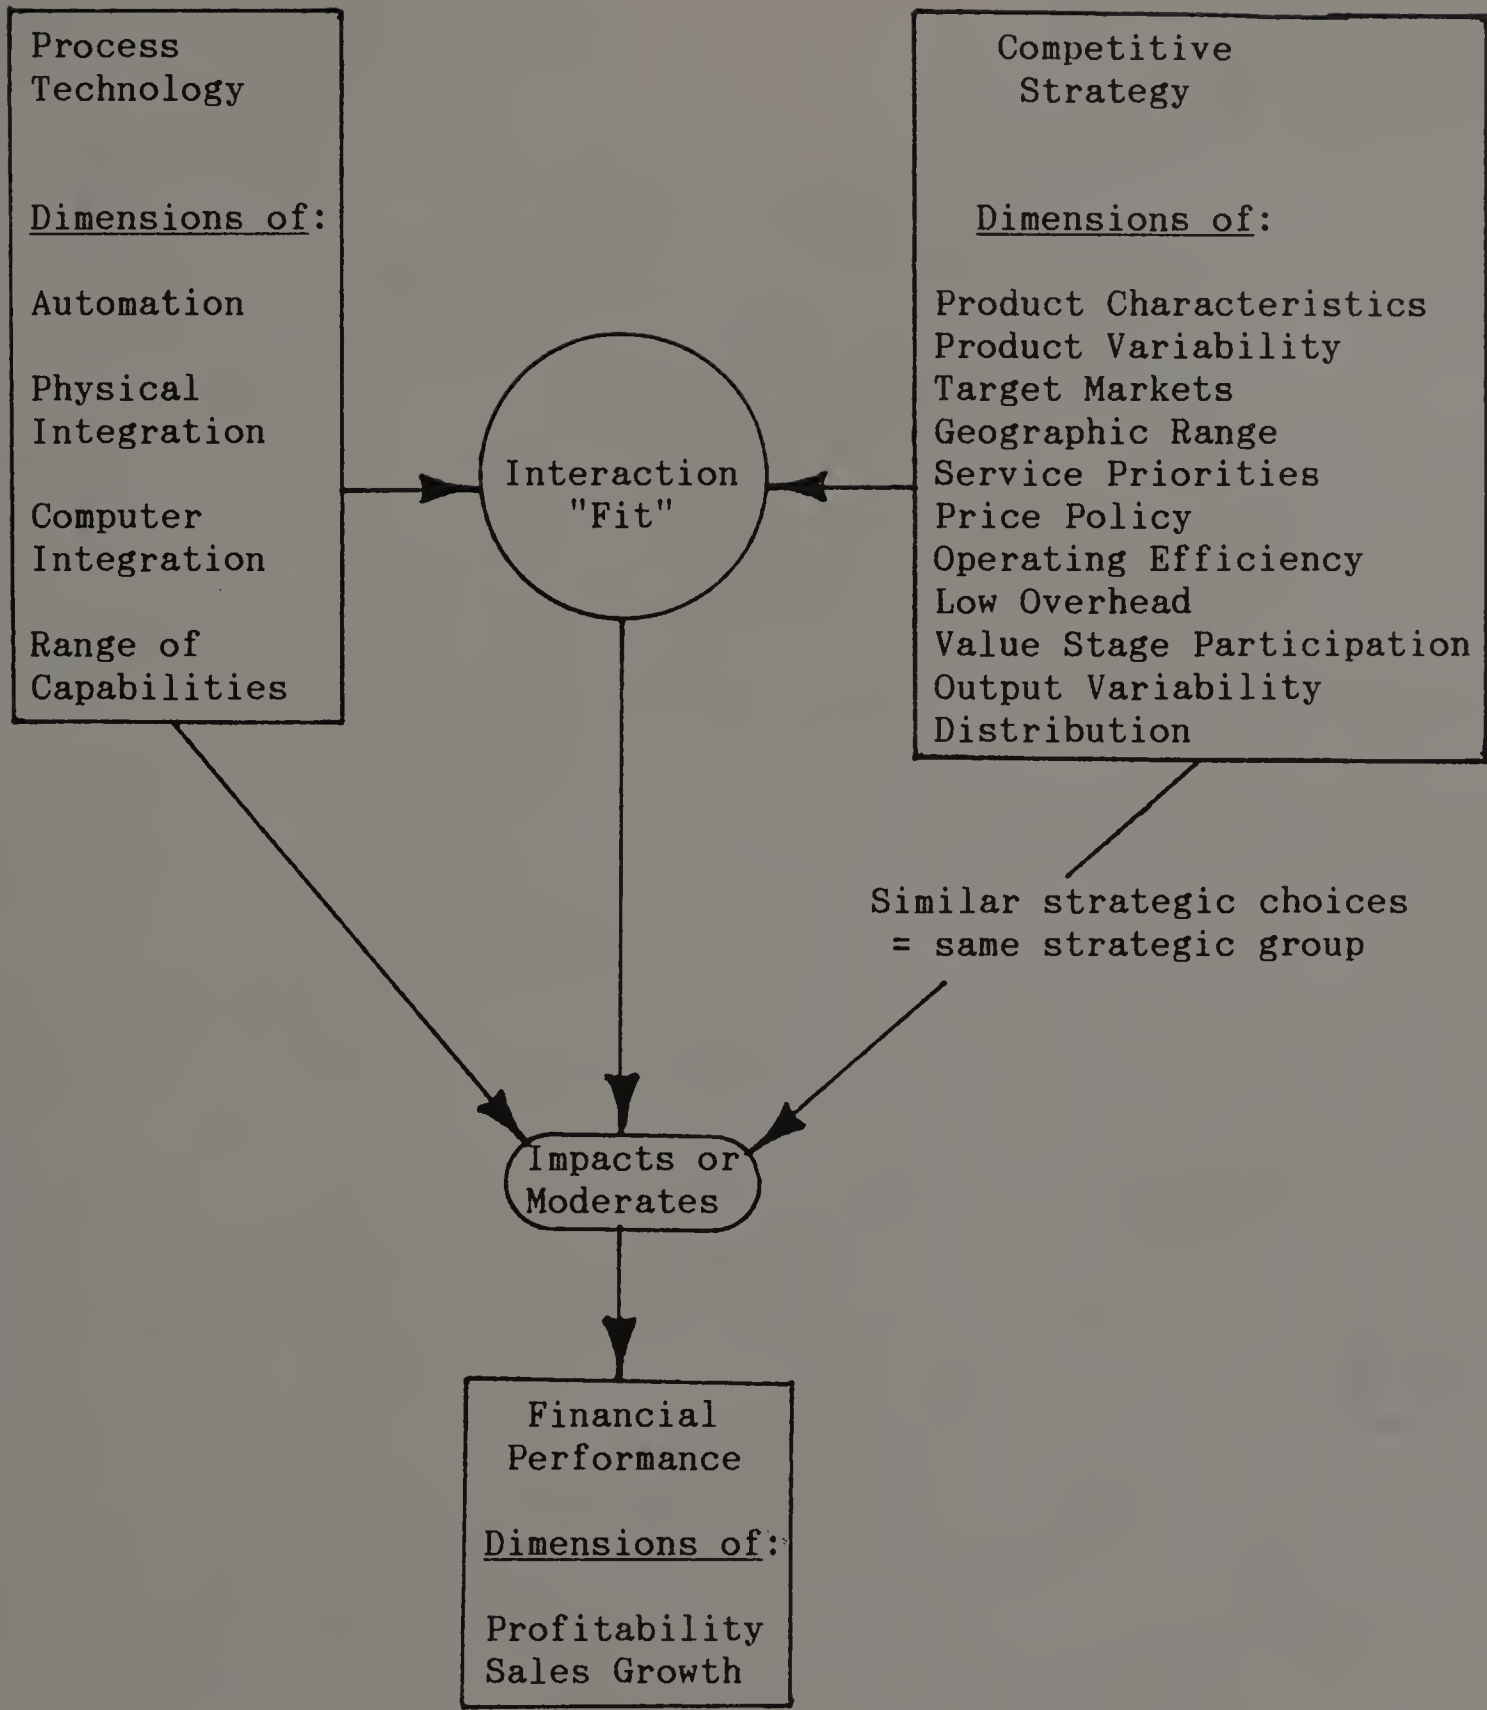 Process
Technology
Dimensions of:
Automation
Physical
Integration
Computer
Integration
Range of
Capabilities
Competitive
Strategy
Dimensions of:
Product Characteristics
Product Variability
Target Markets
Geographic Range
Service Priorities
Price Policy
Operating Efficiency
Low Overhead
Value Stage Participation
Output Variability
Distribution
Interaction
"Fit"
Similar strategic choices
= same strategic group
Impacts or
Moderates
Financial
Performance
Dimensions of:
Profitability
Sales Growth